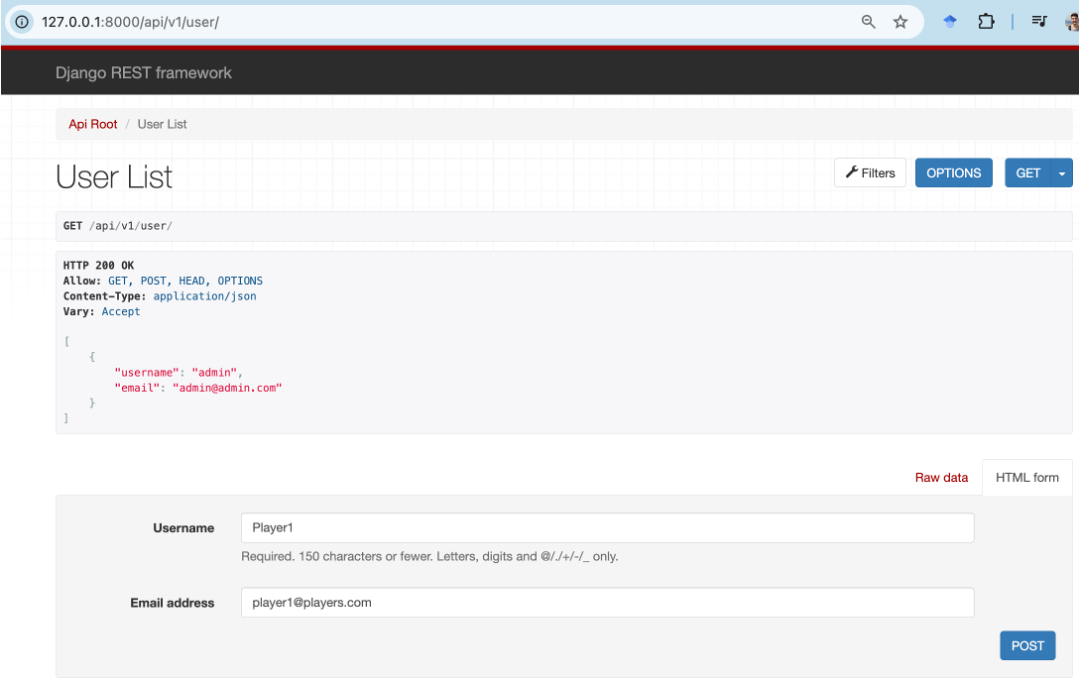 127.0.0.1:8000/api/v1/user/
Django REST framework
Api Root / User List
User List
Filters
OPTIONS
GET
GET /api/v1/user/
HTTP 200 OK
Allow: GET, POST, HEAD, OPTIONS
Content-Type: application/json
Vary: Accept
[
    {
        "username": "admin",
        "email": "admin@admin.com"
    }
]
Raw data
HTML form
Username
Player1
Required. 150 characters or fewer. Letters, digits and @/./+/-/_ only.
Email address
player1@players.com
POST